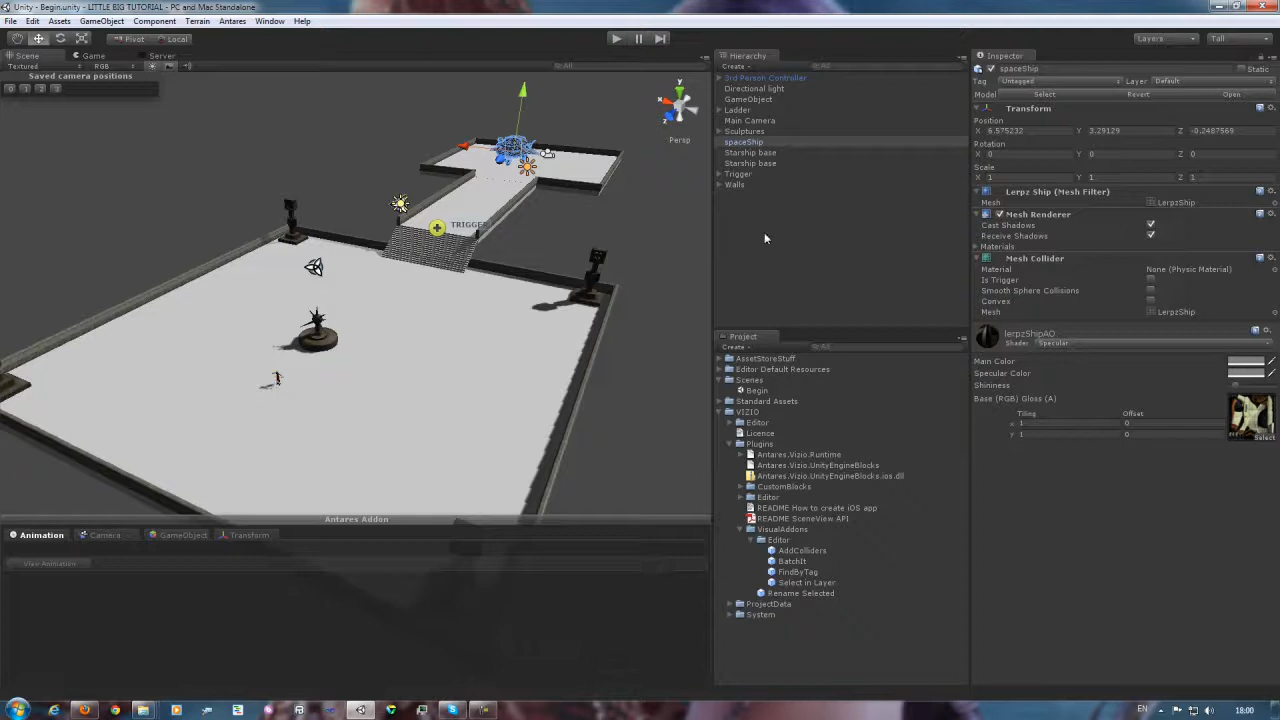 Unity - Begin.unity - LITTLE BIG TUTORIAL - PC and Mac Standalone
File Edit Assets GameObject Component Terrain Antares Window Help
Pivot Local
Layers
Tall
Scene Game Server
Textured RGB All
Saved camera positions
0 1 2 3
y
x
z
Persp
TRIGGER
Antares Addon
Animation Camera GameObject Transform
View Animation
Hierarchy
Create All
3rd Person Controller
Directional light
GameObject
Ladder
Main Camera
Sculptures
spaceShip
Starship base
Starship base
Trigger
Walls
Project
Create All
AssetStoreStuff
Editor Default Resources
Scenes
Begin
Standard Assets
VIZIO
Editor
Licence
Plugins
Antares.Vizio.Runtime
Antares.Vizio.UnityEngineBlocks
Antares.Vizio.UnityEngineBlocks.ios.dll
CustomBlocks
Editor
README How to create iOS app
README SceneView API
VisualAddons
Editor
AddColliders
BatchIt
FindByTag
Select in Layer
Rename Selected
ProjectData
System
Inspector
spaceShip Static
Tag Untagged Layer Default
Model Select Revert Open
Transform
Position
X 6.575232 Y 3.29129 Z -0.2487569
Rotation
X 0 Y 0 Z 0
Scale
X 1 Y 1 Z 1
Lerpz Ship (Mesh Filter)
Mesh LerpzShip
Mesh Renderer
Cast Shadows
Receive Shadows
Materials
Mesh Collider
Material None (Physic Material)
Is Trigger
Smooth Sphere Collisions
Convex
Mesh LerpzShip
lerpzShipAO
Shader Specular
Main Color
Specular Color
Shininess
Base (RGB) Gloss (A)
Tiling Offset
x 1 0
y 1 0
Select
EN 18:00